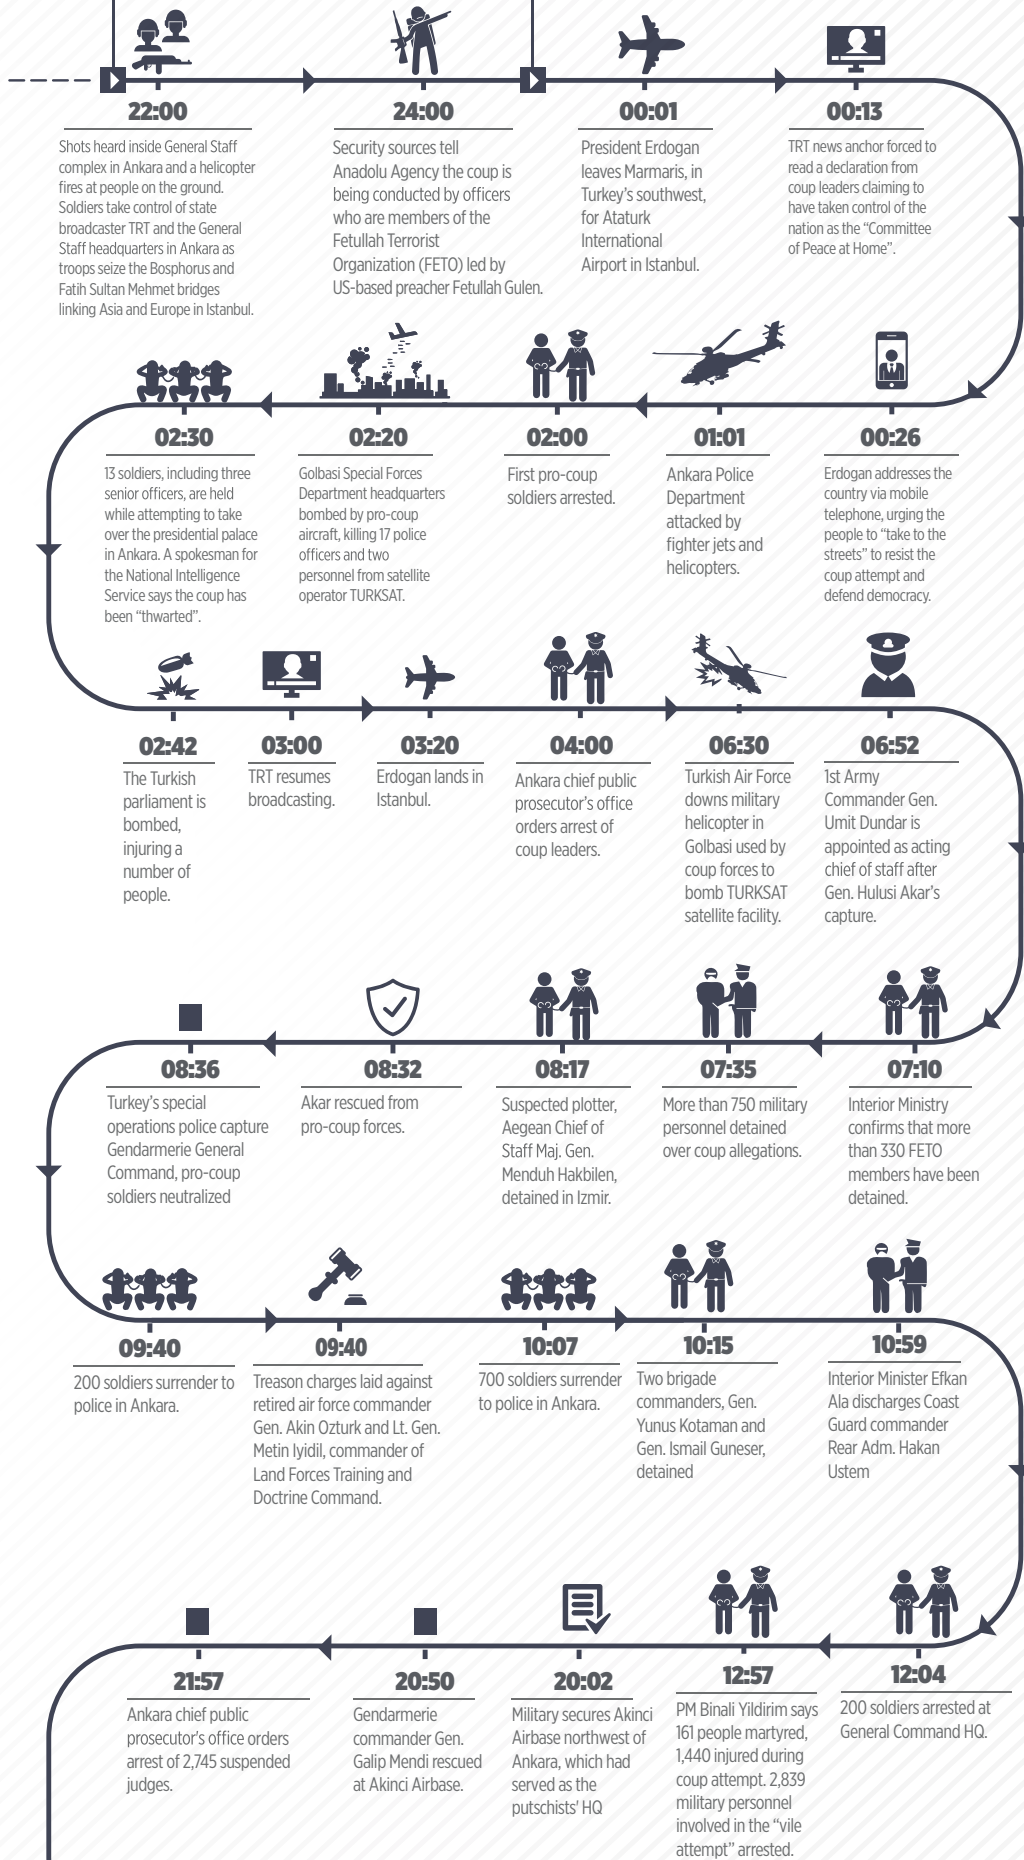 22:00
Shots heard inside General Staff
complex in Ankara and a helicopter
fires at people on the ground.
Soldiers take control of state
broadcaster TRT and the General
Staff headquarters in Ankara as
troops seize the Bosphorus and
Fatih Sultan Mehmet bridges
linking Asia and Europe in Istanbul.
24:00
Security sources tell
Anadolu Agency the coup is
being conducted by officers
who are members of the
Fetullah Terrorist
Organization (FETO) led by
US-based preacher Fetullah Gulen.
00:01
President Erdogan
leaves Marmaris, in
Turkey's southwest,
for Ataturk
International
Airport in Istanbul.
00:13
TRT news anchor forced to
read a declaration from
coup leaders claiming to
have taken control of the
nation as the “Committee
of Peace at Home”.
00:26
Erdogan addresses the
country via mobile
telephone, urging the
people to “take to the
streets” to resist the
coup attempt and
defend democracy.
01:01
Ankara Police
Department
attacked by
fighter jets and
helicopters.
02:00
First pro-coup
soldiers arrested.
02:20
Golbasi Special Forces
Department headquarters
bombed by pro-coup
aircraft, killing 17 police
officers and two
personnel from satellite
operator TURKSAT.
02:30
13 soldiers, including three
senior officers, are held
while attempting to take
over the presidential palace
in Ankara. A spokesman for
the National Intelligence
Service says the coup has
been “thwarted”.
02:42
The Turkish
parliament is
bombed,
injuring a
number of
people.
03:00
TRT resumes
broadcasting.
03:20
Erdogan lands in
Istanbul.
04:00
Ankara chief public
prosecutor's office
orders arrest of
coup leaders.
06:30
Turkish Air Force
downs military
helicopter in
Golbasi used by
coup forces to
bomb TURKSAT
satellite facility.
06:52
1st Army
Commander Gen.
Umit Dundar is
appointed as acting
chief of staff after
Gen. Hulusi Akar's
capture.
07:10
Interior Ministry
confirms that more
than 330 FETO
members have been
detained.
07:35
More than 750 military
personnel detained
over coup allegations.
08:17
Suspected plotter,
Aegean Chief of
Staff Maj. Gen.
Menduh Hakbilen,
detained in Izmir.
08:32
Akar rescued from
pro-coup forces.
08:36
Turkey's special
operations police capture
Gendarmerie General
Command, pro-coup
soldiers neutralized
09:40
200 soldiers surrender to
police in Ankara.
09:40
Treason charges laid against
retired air force commander
Gen. Akin Ozturk and Lt. Gen.
Metin Iyidil, commander of
Land Forces Training and
Doctrine Command.
10:07
700 soldiers surrender
to police in Ankara.
10:15
Two brigade
commanders, Gen.
Yunus Kotaman and
Gen. Ismail Guneser,
detained
10:59
Interior Minister Efkan
Ala discharges Coast
Guard commander
Rear Adm. Hakan
Ustem
12:04
200 soldiers arrested at
General Command HQ.
12:57
PM Binali Yildirim says
161 people martyred,
1,440 injured during
coup attempt. 2,839
military personnel
involved in the “vile
attempt” arrested.
20:02
Military secures Akinci
Airbase northwest of
Ankara, which had
served as the
putschists' HQ
20:50
Gendarmerie
commander Gen.
Galip Mendi rescued
at Akinci Airbase.
21:57
Ankara chief public
prosecutor's office orders
arrest of 2,745 suspended
judges.